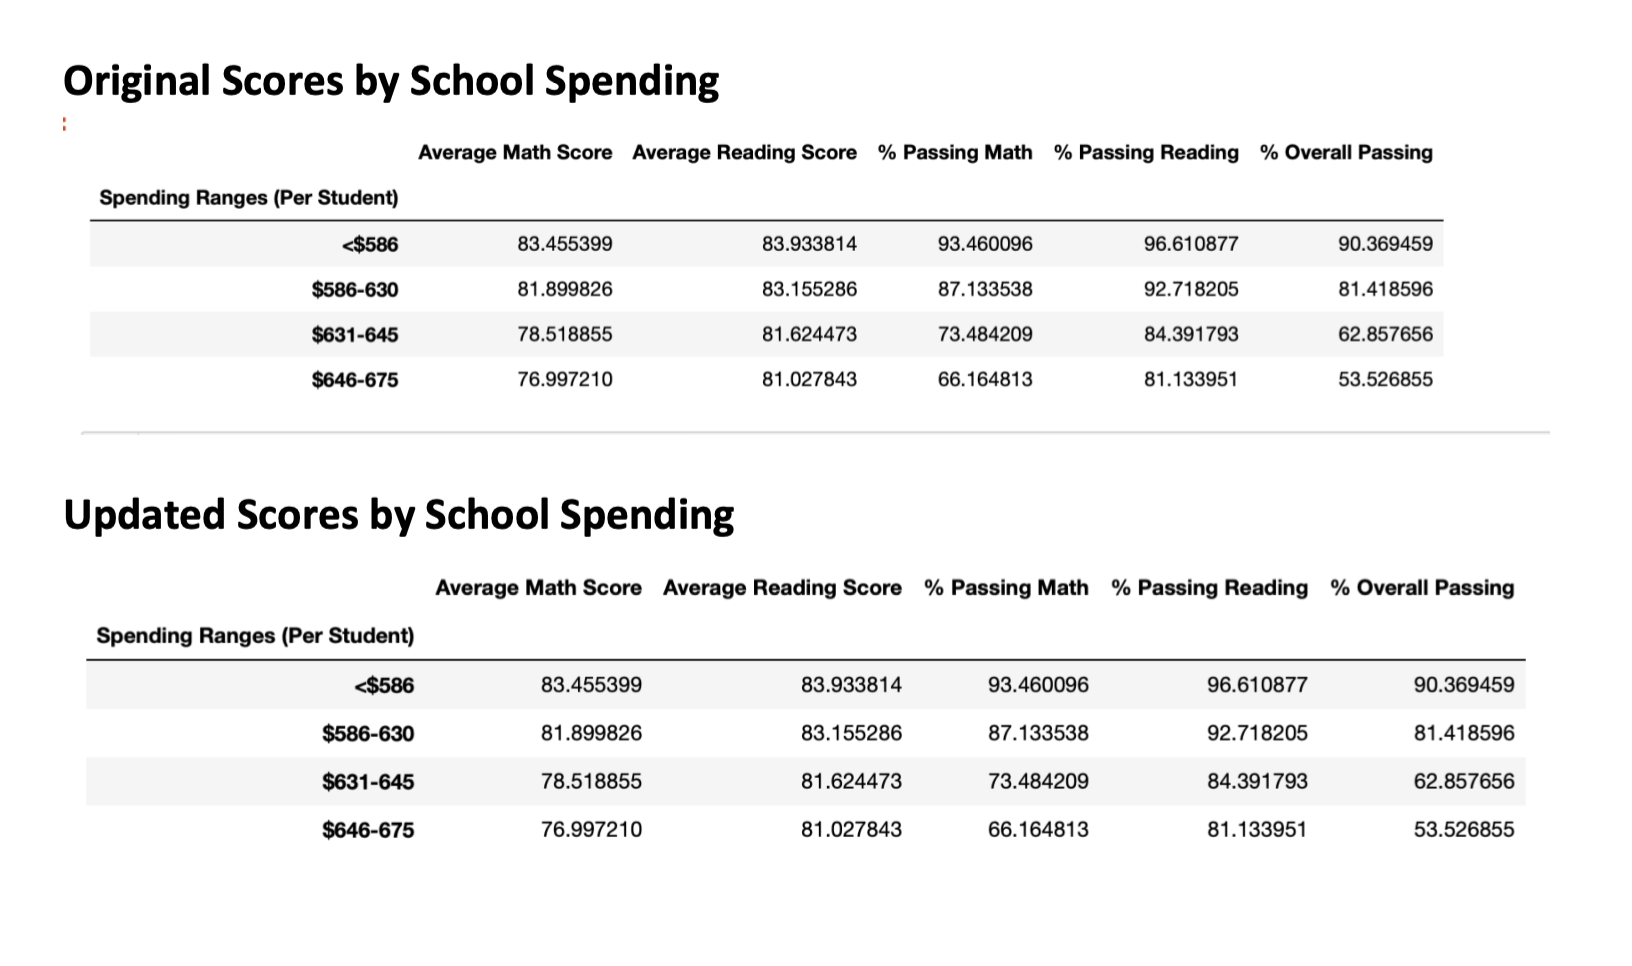 Original Scores by School Spending
Average Math Score Average Reading Score % Passing Math % Passing Reading % Overall Passing
Spending Ranges (Per Student)
<$586 83.455399 83.933814 93.460096 96.610877 90.369459
$586-630 81.899826 83.155286 87.133538 92.718205 81.418596
$631-645 78.518855 81.624473 73.484209 84.391793 62.857656
$646-675 76.997210 81.027843 66.164813 81.133951 53.526855
Updated Scores by School Spending
Average Math Score Average Reading Score % Passing Math % Passing Reading % Overall Passing
Spending Ranges (Per Student)
<$586 83.455399 83.933814 93.460096 96.610877 90.369459
$586-630 81.899826 83.155286 87.133538 92.718205 81.418596
$631-645 78.518855 81.624473 73.484209 84.391793 62.857656
$646-675 76.997210 81.027843 66.164813 81.133951 53.526855